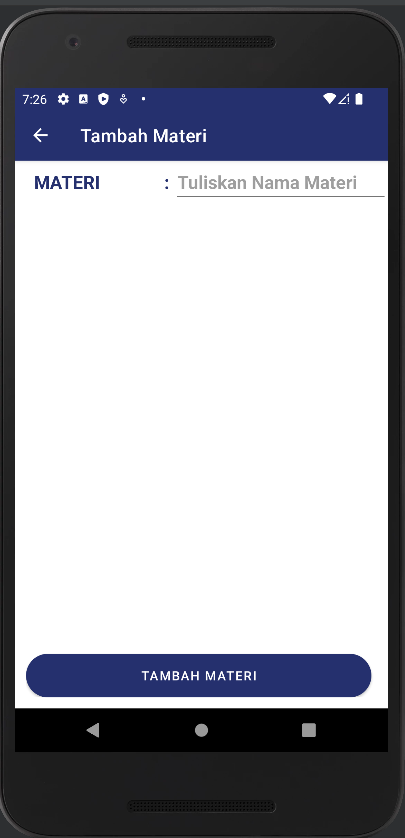 7:26
Tambah Materi
MATERI : Tuliskan Nama Materi
TAMBAH MATERI